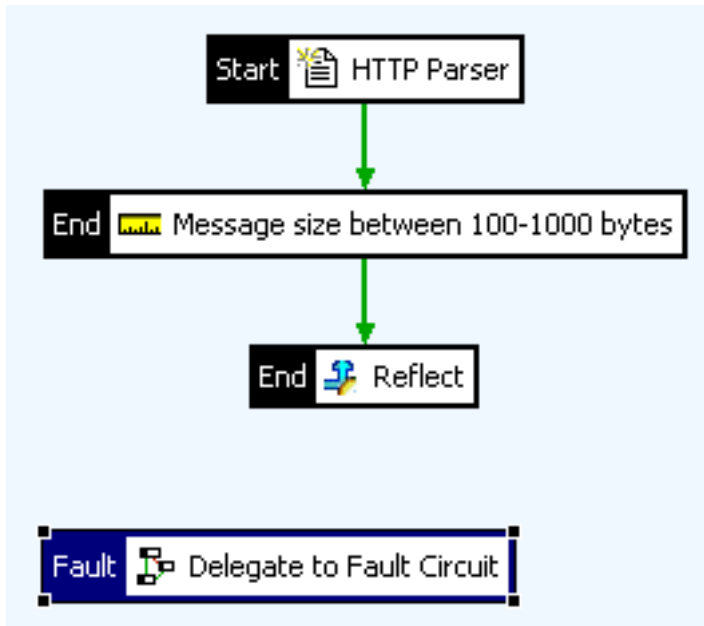 Start HTTP Parser
End Message size between 100-1000 bytes
End Reflect
Fault Delegate to Fault Circuit